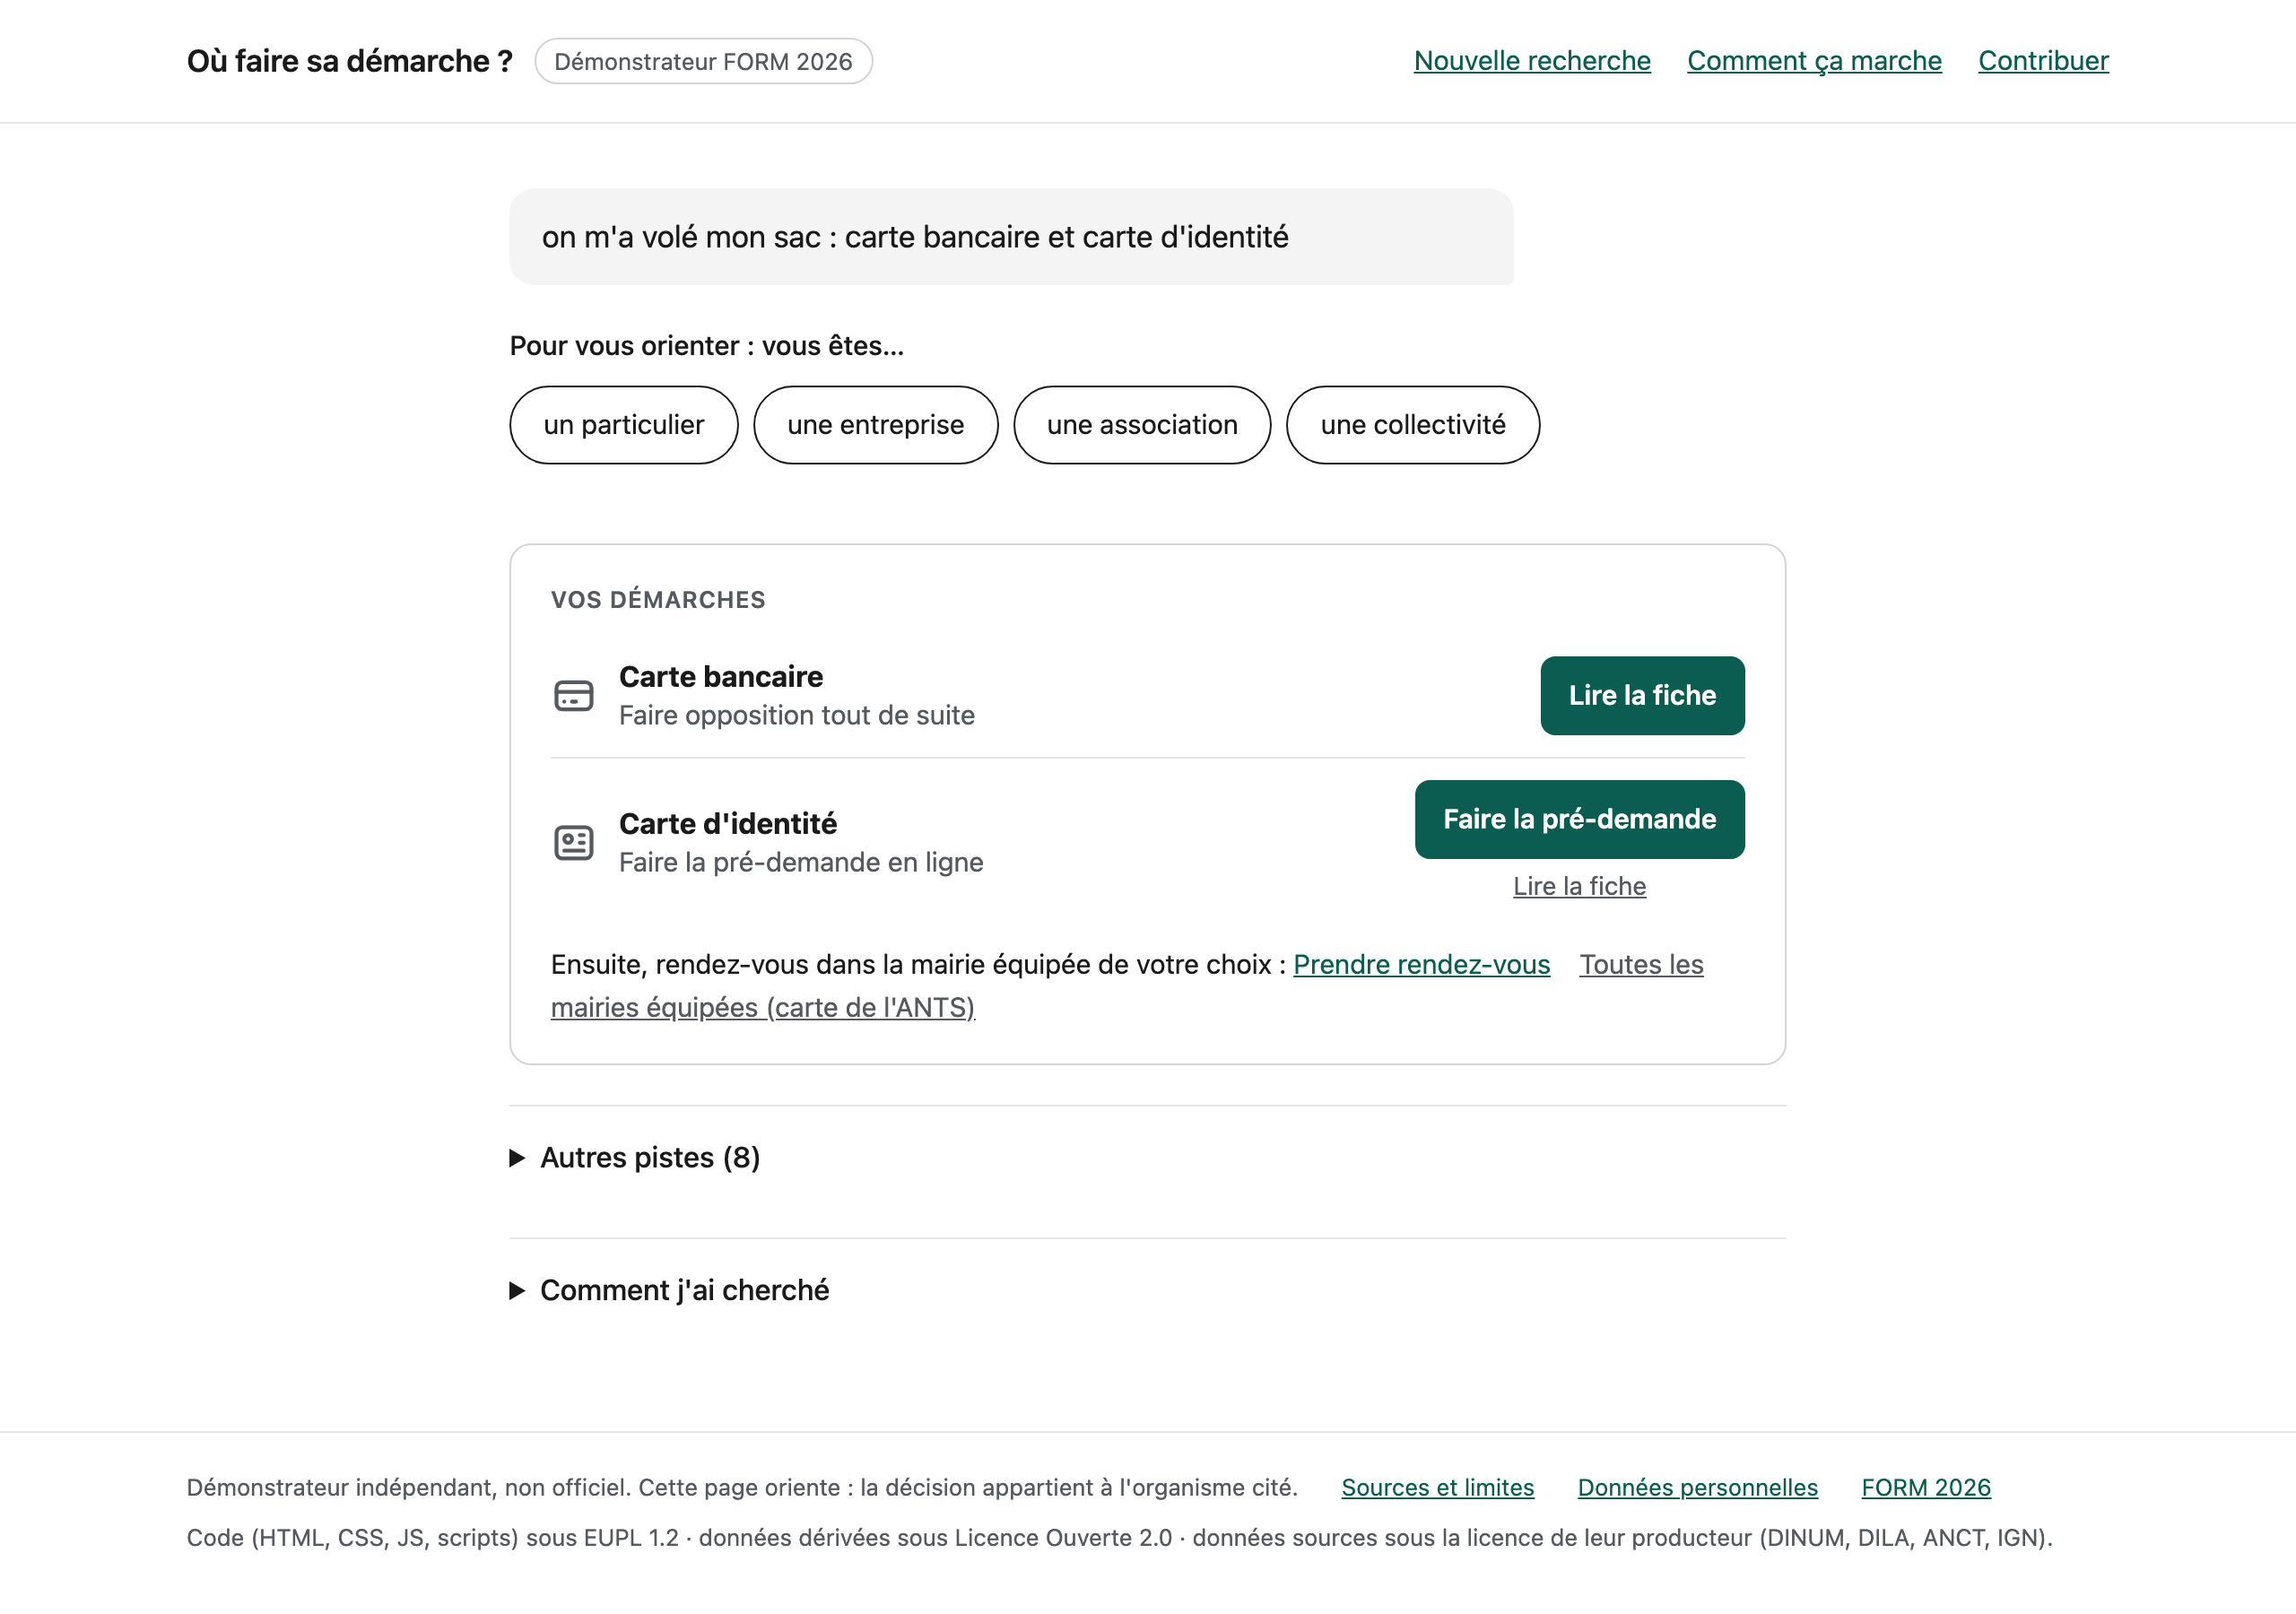 Où faire sa démarche ?
Démonstrateur FORM 2026
Nouvelle recherche
Comment ça marche
Contribuer
on m'a volé mon sac : carte bancaire et carte d'identité
Pour vous orienter : vous êtes...
un particulier
une entreprise
une association
une collectivité
VOS DÉMARCHES
Carte bancaire
Faire opposition tout de suite
Lire la fiche
Carte d'identité
Faire la pré-demande en ligne
Faire la pré-demande
Lire la fiche
Ensuite, rendez-vous dans la mairie équipée de votre choix : Prendre rendez-vous Toutes les
mairies équipées (carte de l'ANTS)
Autres pistes (8)
Comment j'ai cherché
Démonstrateur indépendant, non officiel. Cette page oriente : la décision appartient à l'organisme cité.
Sources et limites
Données personnelles
FORM 2026
Code (HTML, CSS, JS, scripts) sous EUPL 1.2 · données dérivées sous Licence Ouverte 2.0 · données sources sous la licence de leur producteur (DINUM, DILA, ANCT, IGN).